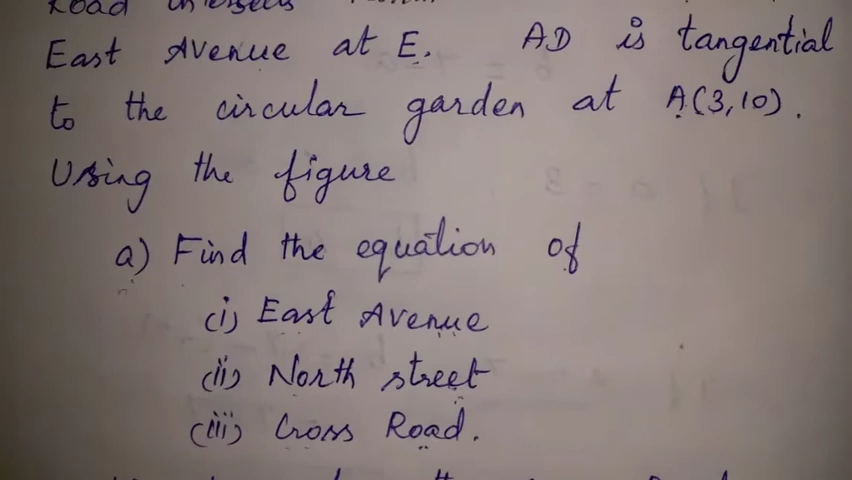 East Avenue at E. AD is tangential
to the circular garden at A(3,10).
Using the figure
a) Find the equation of
(i) East Avenue
(ii) North street
(iii) Cross Road.